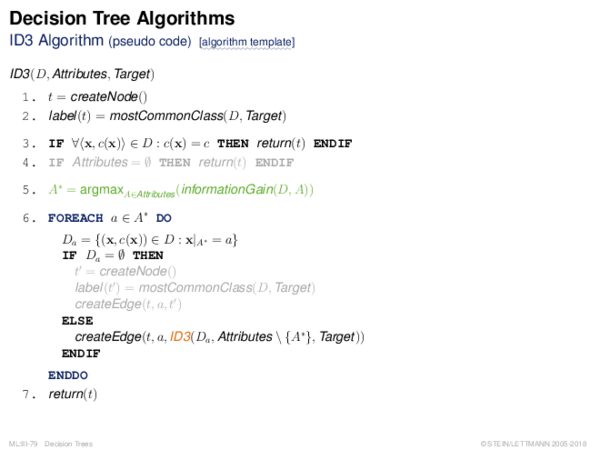 Decision Tree Algorithms
ID3 Algorithm (pseudo code) [algorithm template]
ID3(D, Attributes, Target)
1. t = createNode()
2. label(t) = mostCommonClass(D, Target)
3. IF ∀⟨x, c(x)⟩ ∈ D : c(x) = c THEN return(t) ENDIF
4. IF Attributes = ∅ THEN return(t) ENDIF
5. A* = argmax_{A∈Attributes}(informationGain(D, A))
6. FOREACH a ∈ A* DO
D_a = {(x, c(x)) ∈ D : x|_{A*} = a}
IF D_a = ∅ THEN
t′ = createNode()
label(t′) = mostCommonClass(D, Target)
createEdge(t, a, t′)
ELSE
createEdge(t, a, ID3(D_a, Attributes \ {A*}, Target))
ENDIF
ENDDO
7. return(t)
ML:III-79 Decision Trees © STEIN/LETTMANN 2005-2018